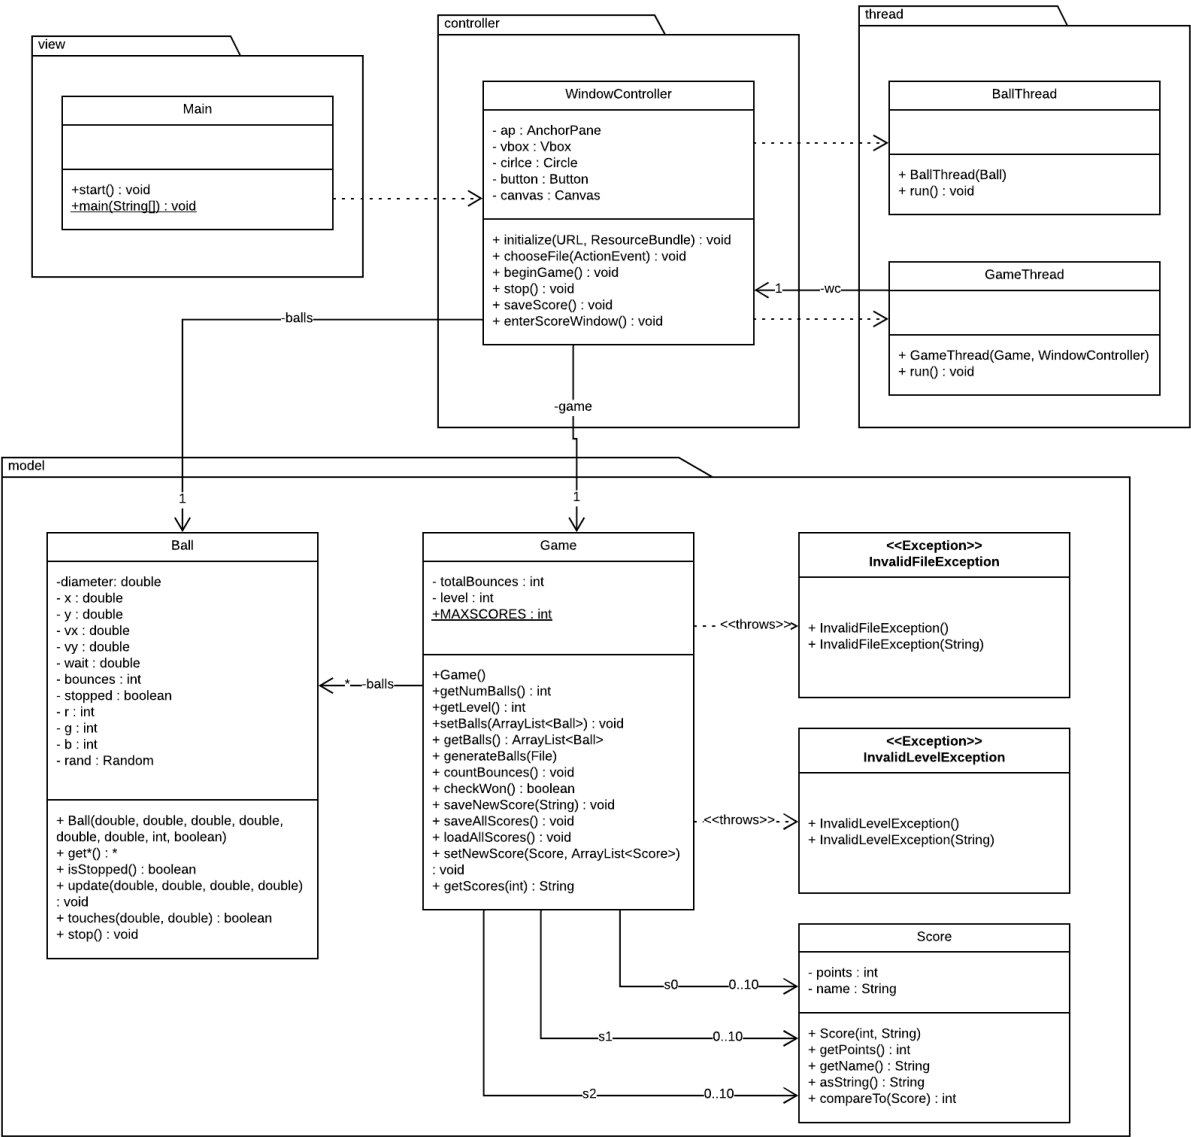 view
Main
+start() : void
+main(String[]) : void
controller
WindowController
- ap : AnchorPane
- vbox : Vbox
- cirlce : Circle
- button : Button
- canvas : Canvas
+ initialize(URL, ResourceBundle) : void
+ chooseFile(ActionEvent) : void
+ beginGame() : void
+ stop() : void
+ saveScore() : void
+ enterScoreWindow() : void
thread
BallThread
+ BallThread(Ball)
+ run() : void
GameThread
+ GameThread(Game, WindowController)
+ run() : void
1
-wc
-balls
1
-game
1
model
Ball
-diameter: double
- x : double
- y : double
- vx : double
- vy : double
- wait : double
- bounces : int
- stopped : boolean
- r : int
- g : int
- b : int
- rand : Random
+ Ball(double, double, double, double,
double, double, int, boolean)
+ get*() : *
+ isStopped() : boolean
+ update(double, double, double, double)
: void
+ touches(double, double) : boolean
+ stop() : void
* -balls
Game
- totalBounces : int
- level : int
+MAXSCORES : int
+Game()
+getNumBalls() : int
+getLevel() : int
+setBalls(ArrayList<Ball>) : void
+ getBalls() : ArrayList<Ball>
+ generateBalls(File)
+ countBounces() : void
+ checkWon() : boolean
+ saveNewScore(String) : void
+ saveAllScores() : void
+ loadAllScores() : void
+ setNewScore(Score, ArrayList<Score>)
: void
+ getScores(int) : String
<<throws>>
<<Exception>>
InvalidFileException
+ InvalidFileException()
+ InvalidFileException(String)
<<throws>>
<<Exception>>
InvalidLevelException
+ InvalidLevelException()
+ InvalidLevelException(String)
Score
- points : int
- name : String
+ Score(int, String)
+ getPoints() : int
+ getName() : String
+ asString() : String
+ compareTo(Score) : int
s0 0..10
s1 0..10
s2 0..10